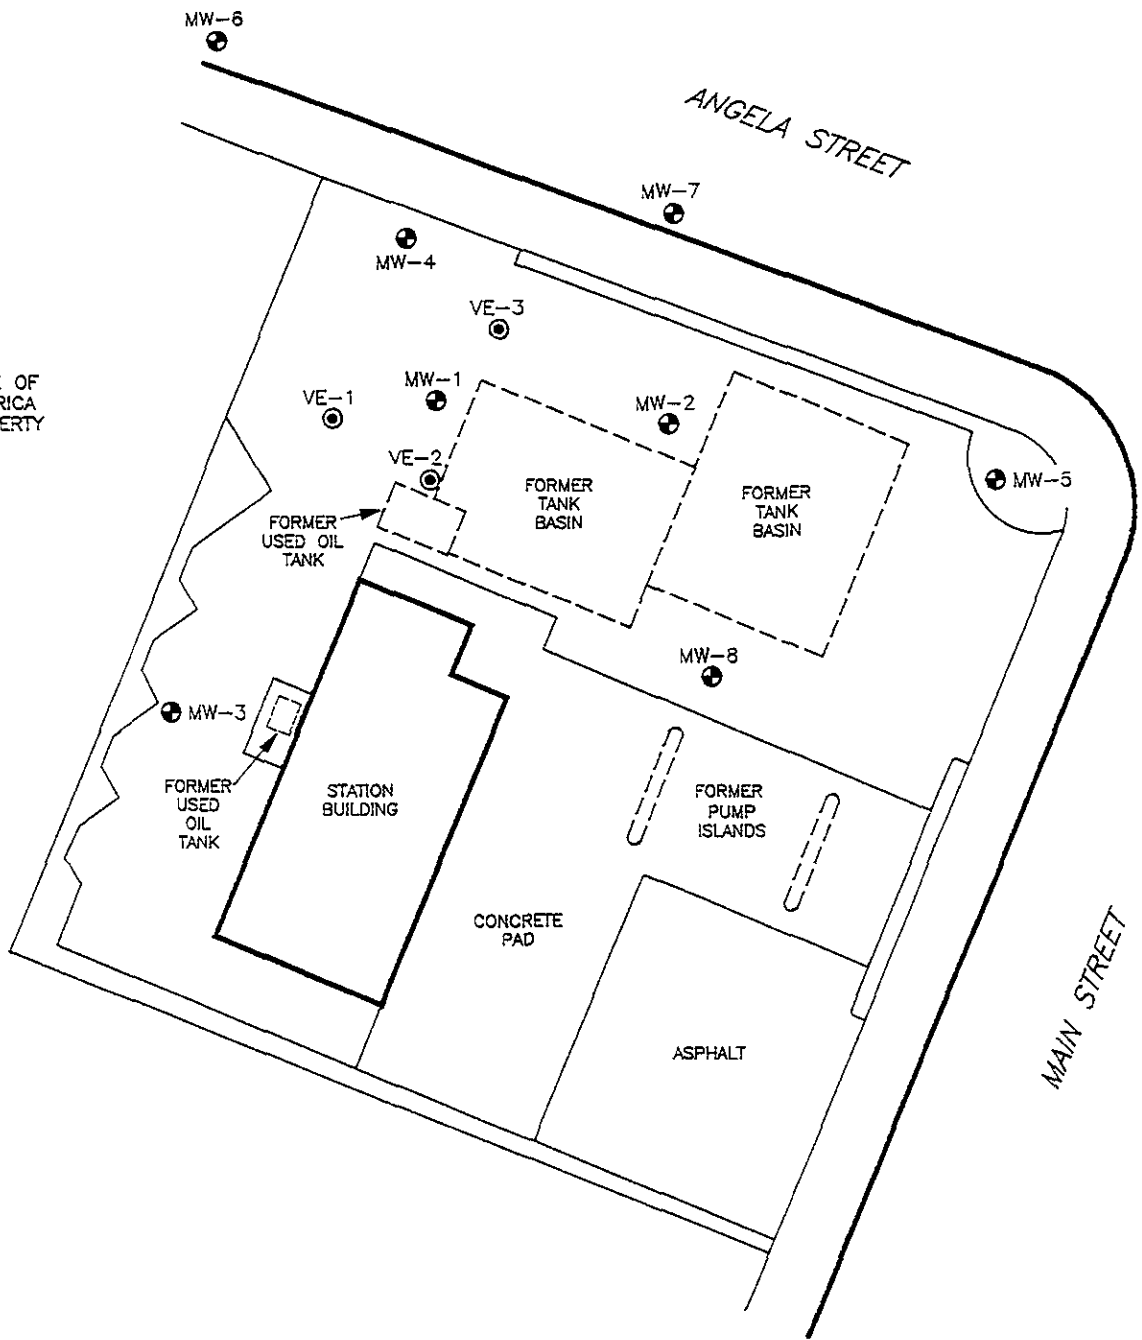 MW-6
ANGELA STREET
MW-7
MW-4
VE-3
OF
ERTY
VE-1
MW-1
MW-2
VE-2
FORMER
USED OIL
TANK
FORMER
TANK
BASIN
FORMER
TANK
BASIN
MW-5
MW-8
MW-3
FORMER
USED
OIL
TANK
STATION
BUILDING
FORMER
PUMP
ISLANDS
CONCRETE
PAD
ASPHALT
MAIN STREET